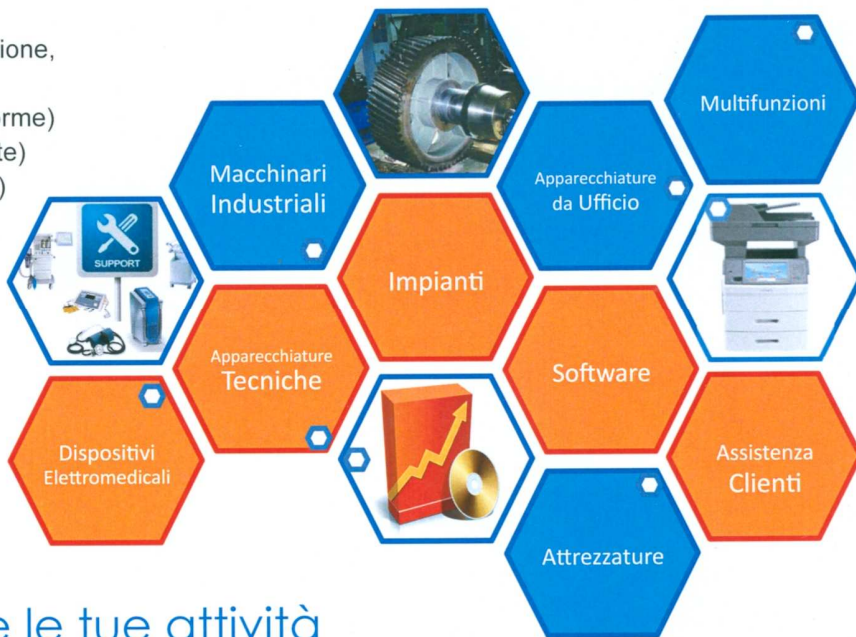 ione,
orme)
te)
)
Multifunzioni
Macchinari
Industriali
Apparecchiature
da Ufficio
SUPPORT
Impianti
Apparecchiature
Tecniche
Software
Dispositivi
Elettromedicali
Assistenza
Clienti
Attrezzature
e le tue attività